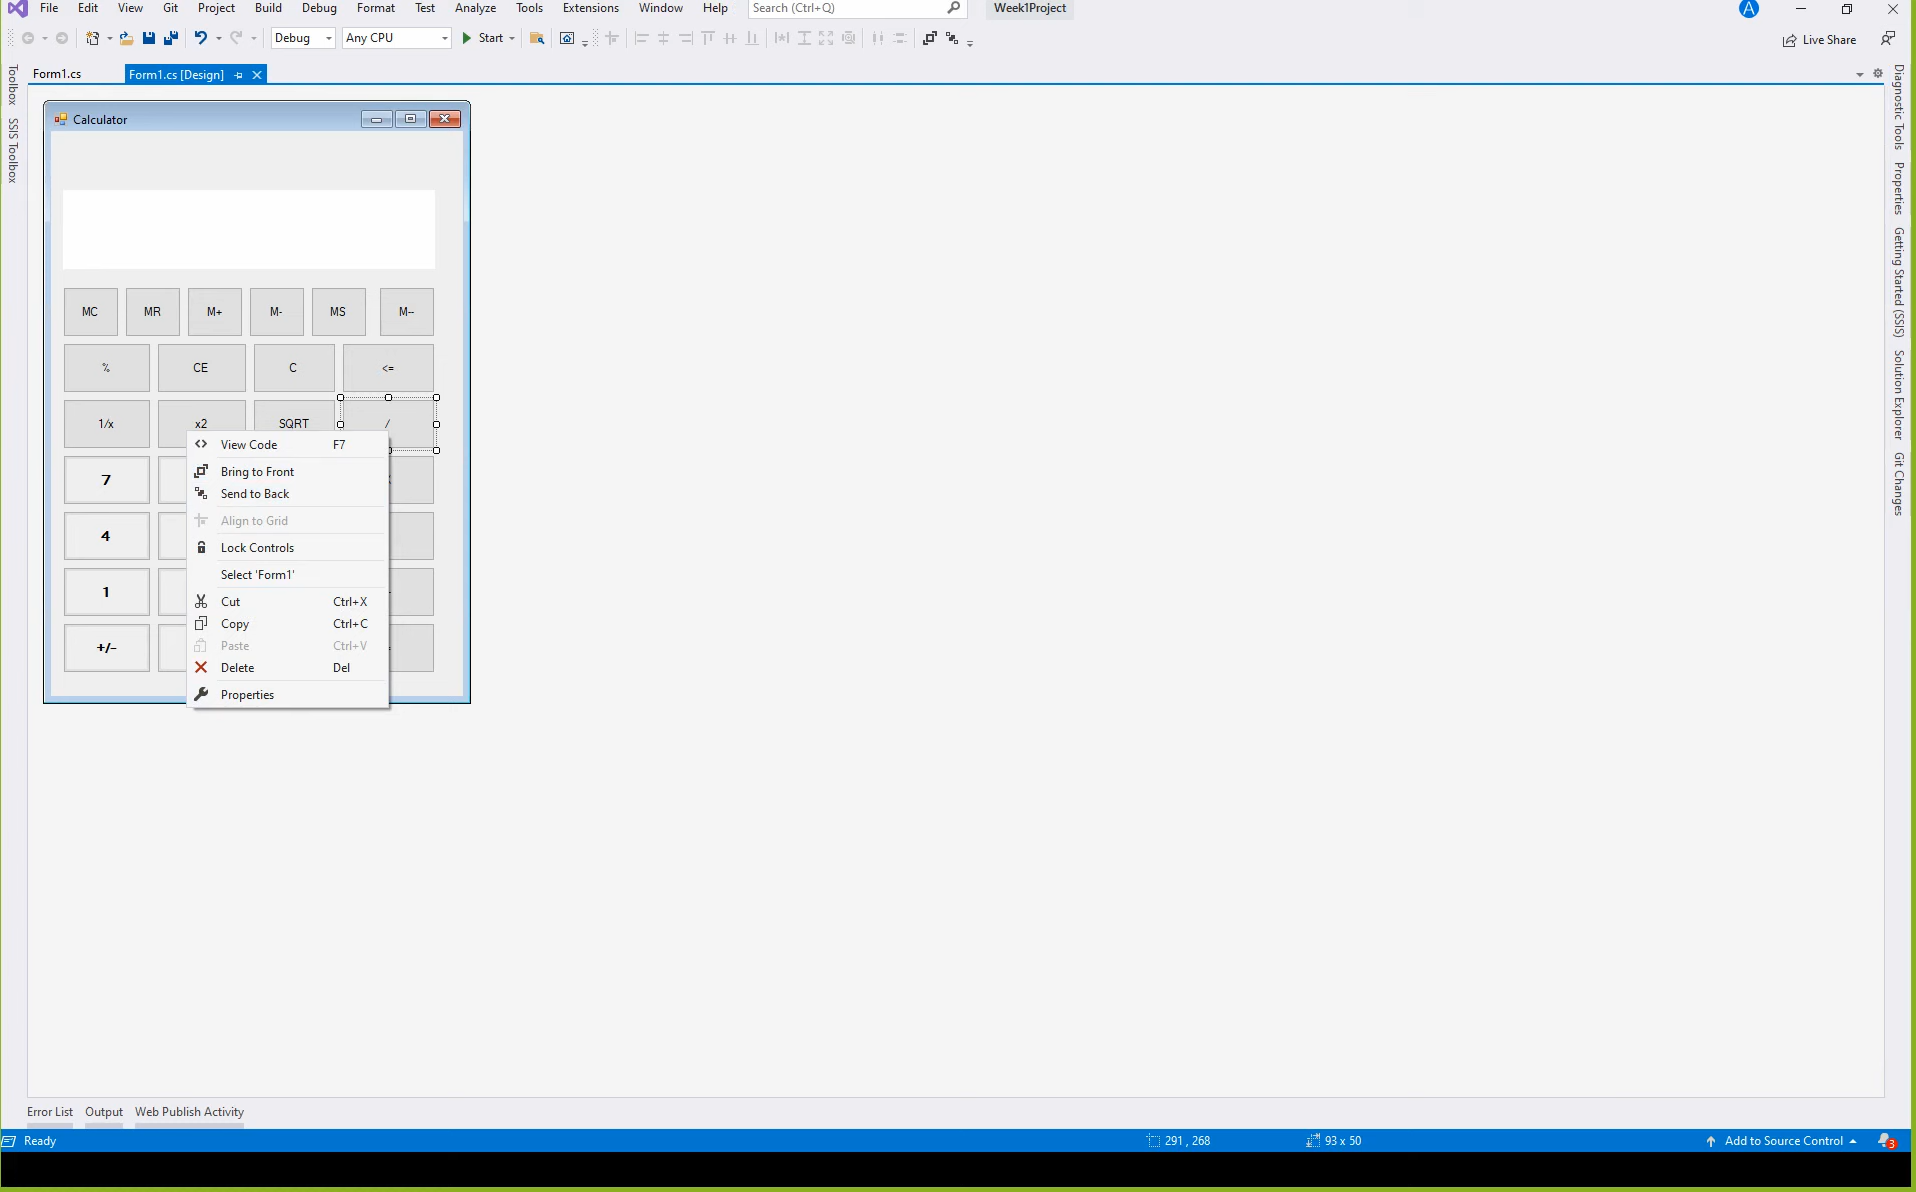 File Edit View Git Project Build Debug Format Test Analyze Tools Extensions Window Help Search (Ctrl+Q) Week1Project A
Debug Any CPU Start Live Share
Form1.cs Form1.cs [Design]
Toolbox
SSIS Toolbox
Calculator
MC MR M+ M- MS M--
% CE C <=
1/x x2 SQRT /
7
4
1
+/-
View Code F7
Bring to Front
Send to Back
Align to Grid
Lock Controls
Select 'Form1'
Cut Ctrl+X
Copy Ctrl+C
Paste Ctrl+V
Delete Del
Properties
Diagnostic Tools
Properties
Getting Started (SSIS)
Solution Explorer
Git Changes
Error List Output Web Publish Activity
Ready 291 , 268 93 x 50 Add to Source Control 3